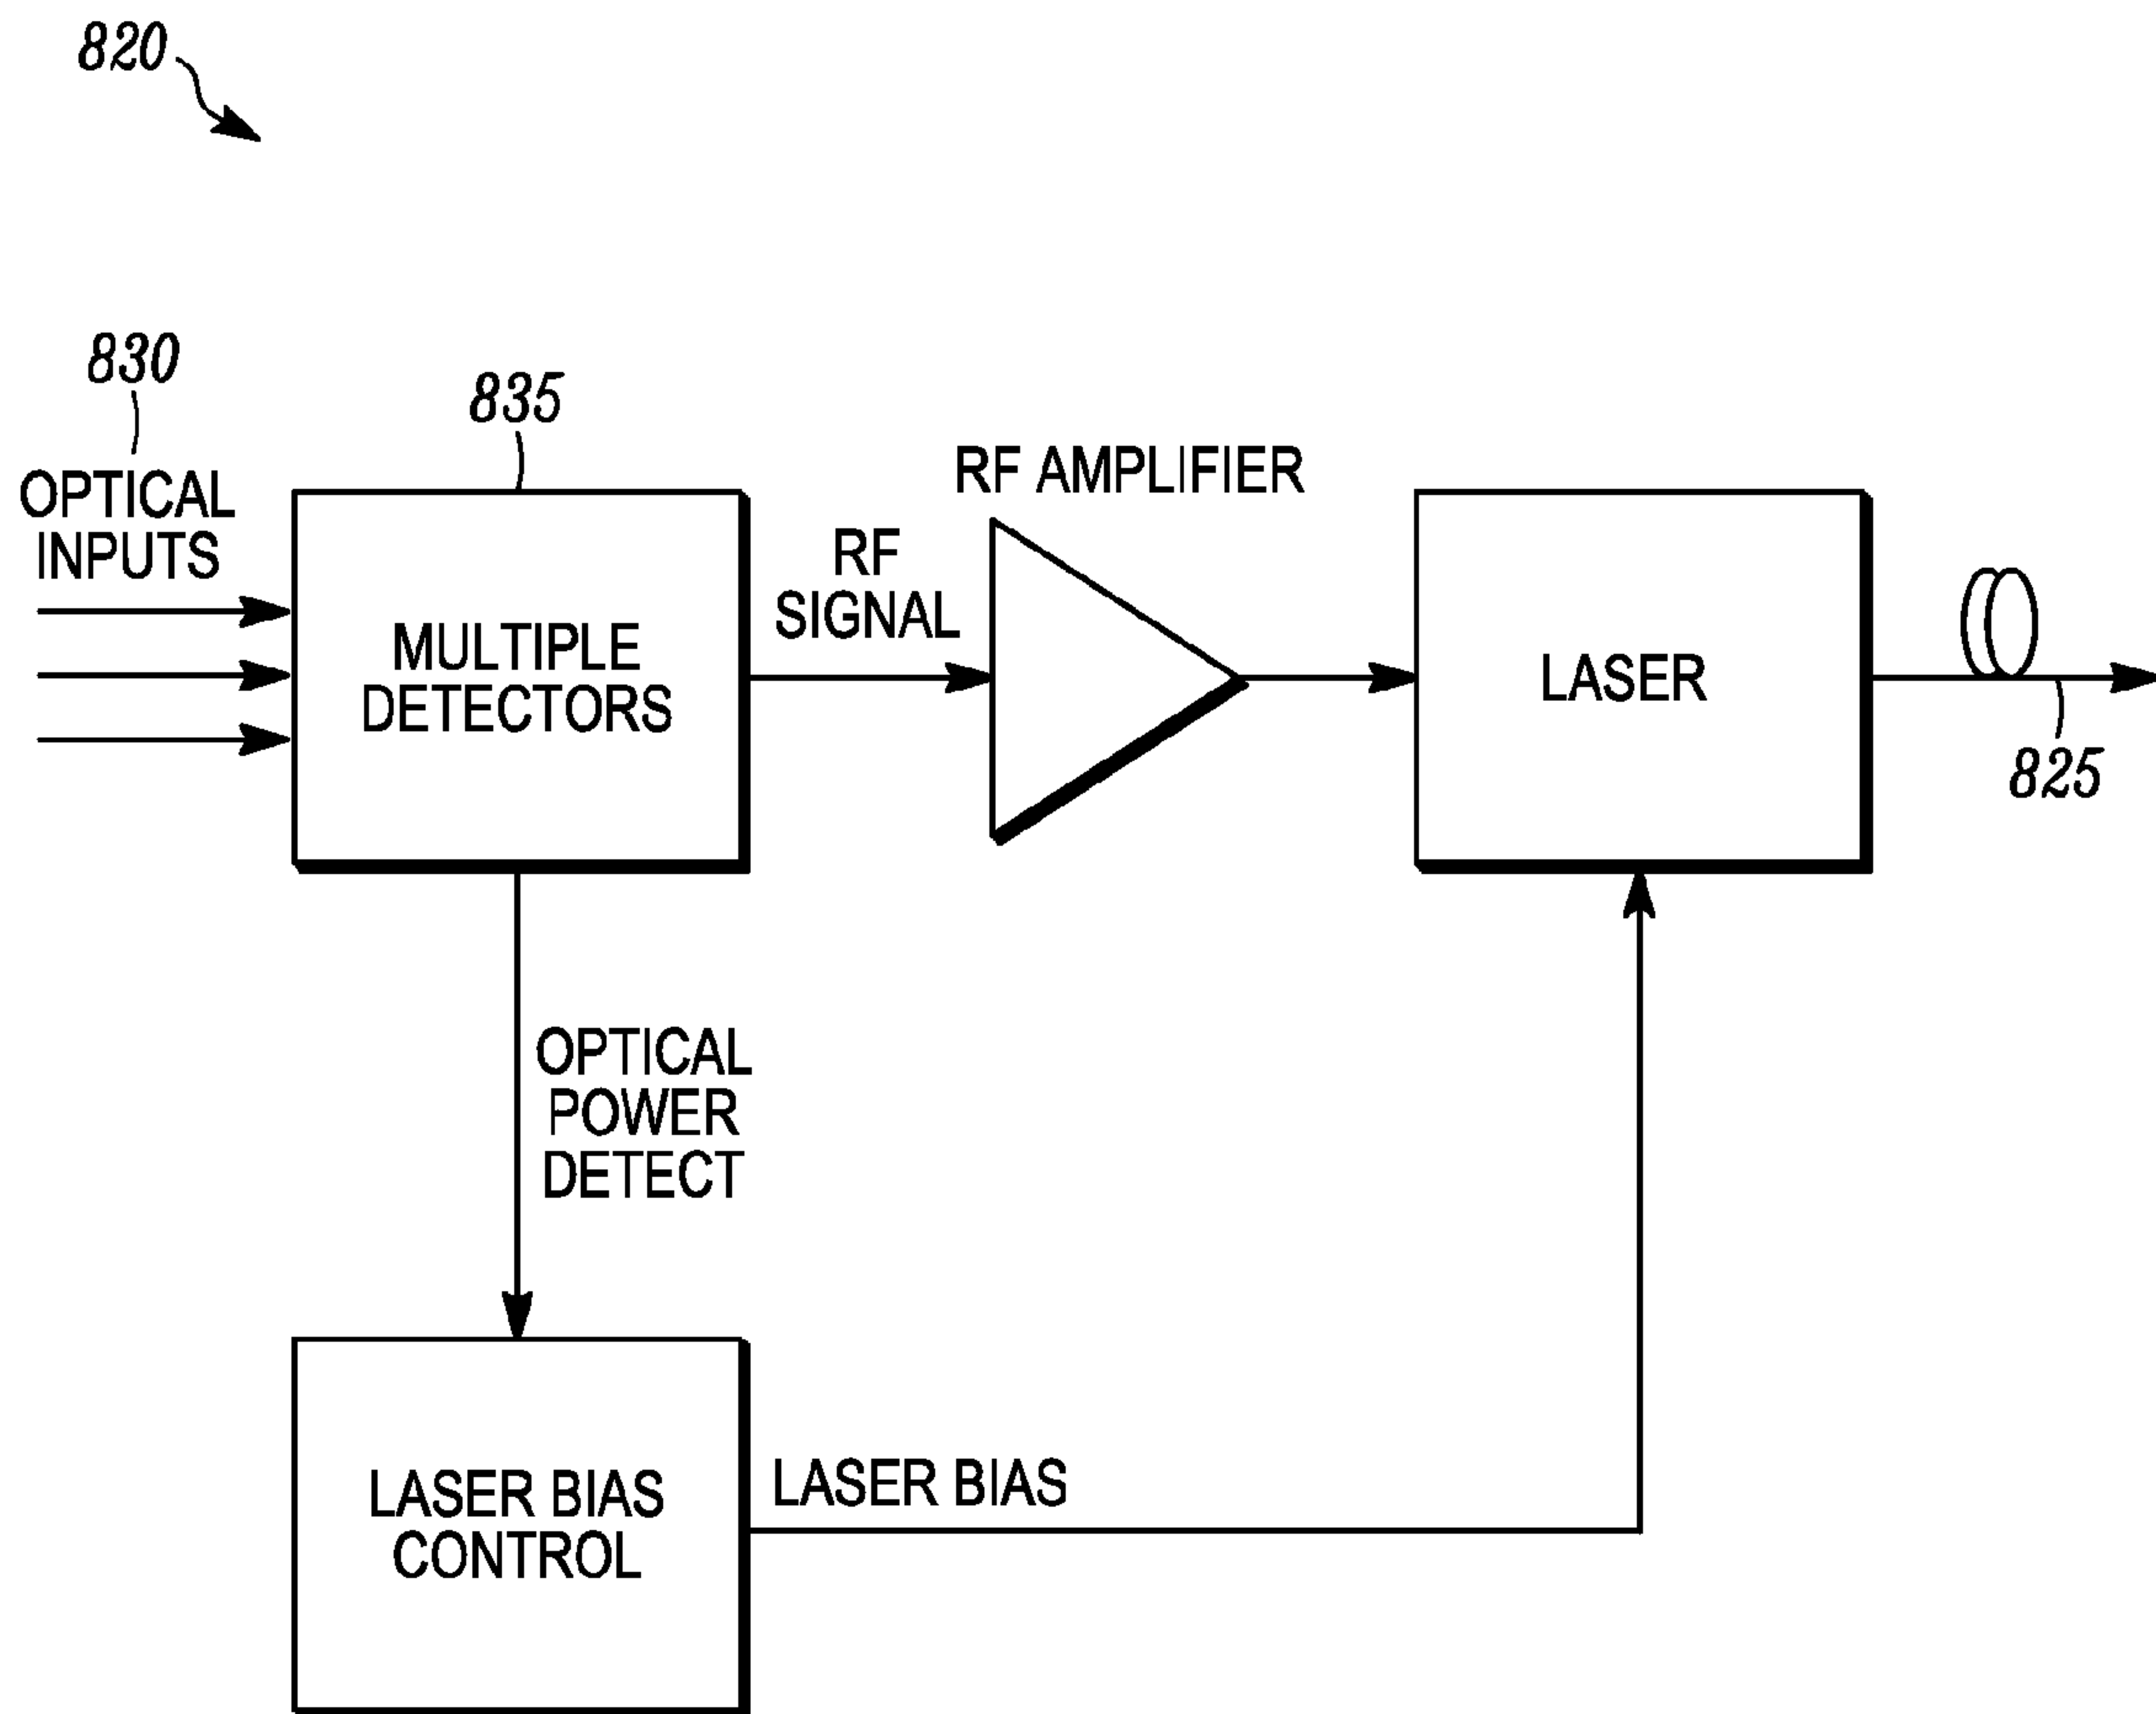 820
830
OPTICAL
INPUTS
835
MULTIPLE
DETECTORS
RF
SIGNAL
RF AMPLIFIER
LASER
825
OPTICAL
POWER
DETECT
LASER BIAS
CONTROL
LASER BIAS